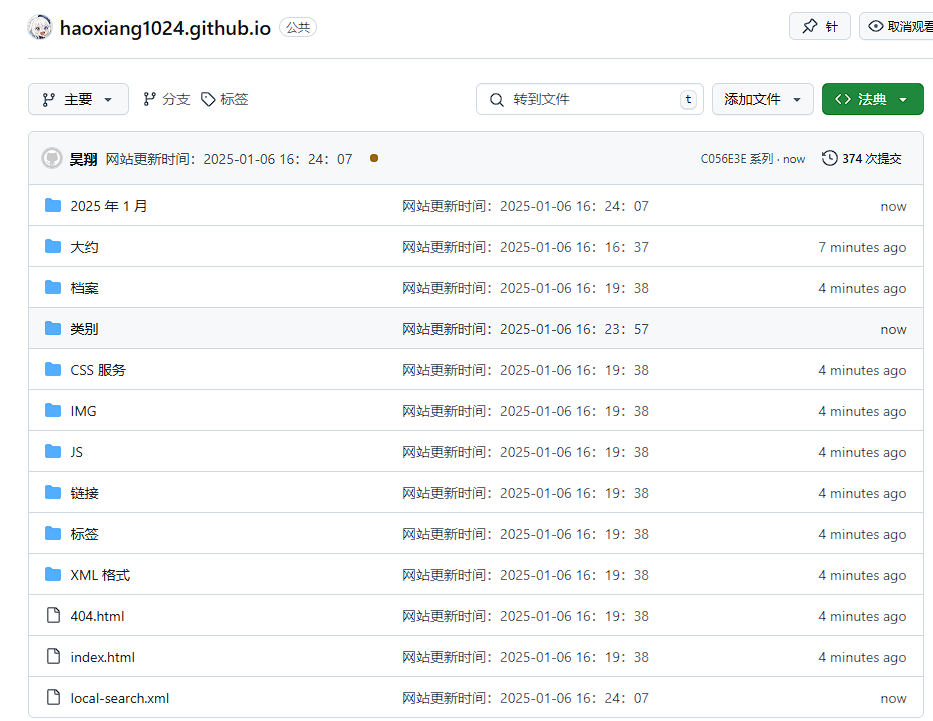 haoxiang1024.github.io 公共 针 取消观看
主要 分支 标签 转到文件 t 添加文件 法典
昊翔 网站更新时间：2025-01-06 16：24：07 C056E3E 系列 · now 374 次提交
2025 年 1 月 网站更新时间：2025-01-06 16：24：07 now
大约 网站更新时间：2025-01-06 16：16：37 7 minutes ago
档案 网站更新时间：2025-01-06 16：19：38 4 minutes ago
类别 网站更新时间：2025-01-06 16：23：57 now
CSS 服务 网站更新时间：2025-01-06 16：19：38 4 minutes ago
IMG 网站更新时间：2025-01-06 16：19：38 4 minutes ago
JS 网站更新时间：2025-01-06 16：19：38 4 minutes ago
链接 网站更新时间：2025-01-06 16：19：38 4 minutes ago
标签 网站更新时间：2025-01-06 16：19：38 4 minutes ago
XML 格式 网站更新时间：2025-01-06 16：19：38 4 minutes ago
404.html 网站更新时间：2025-01-06 16：19：38 4 minutes ago
index.html 网站更新时间：2025-01-06 16：19：38 4 minutes ago
local-search.xml 网站更新时间：2025-01-06 16：24：07 now